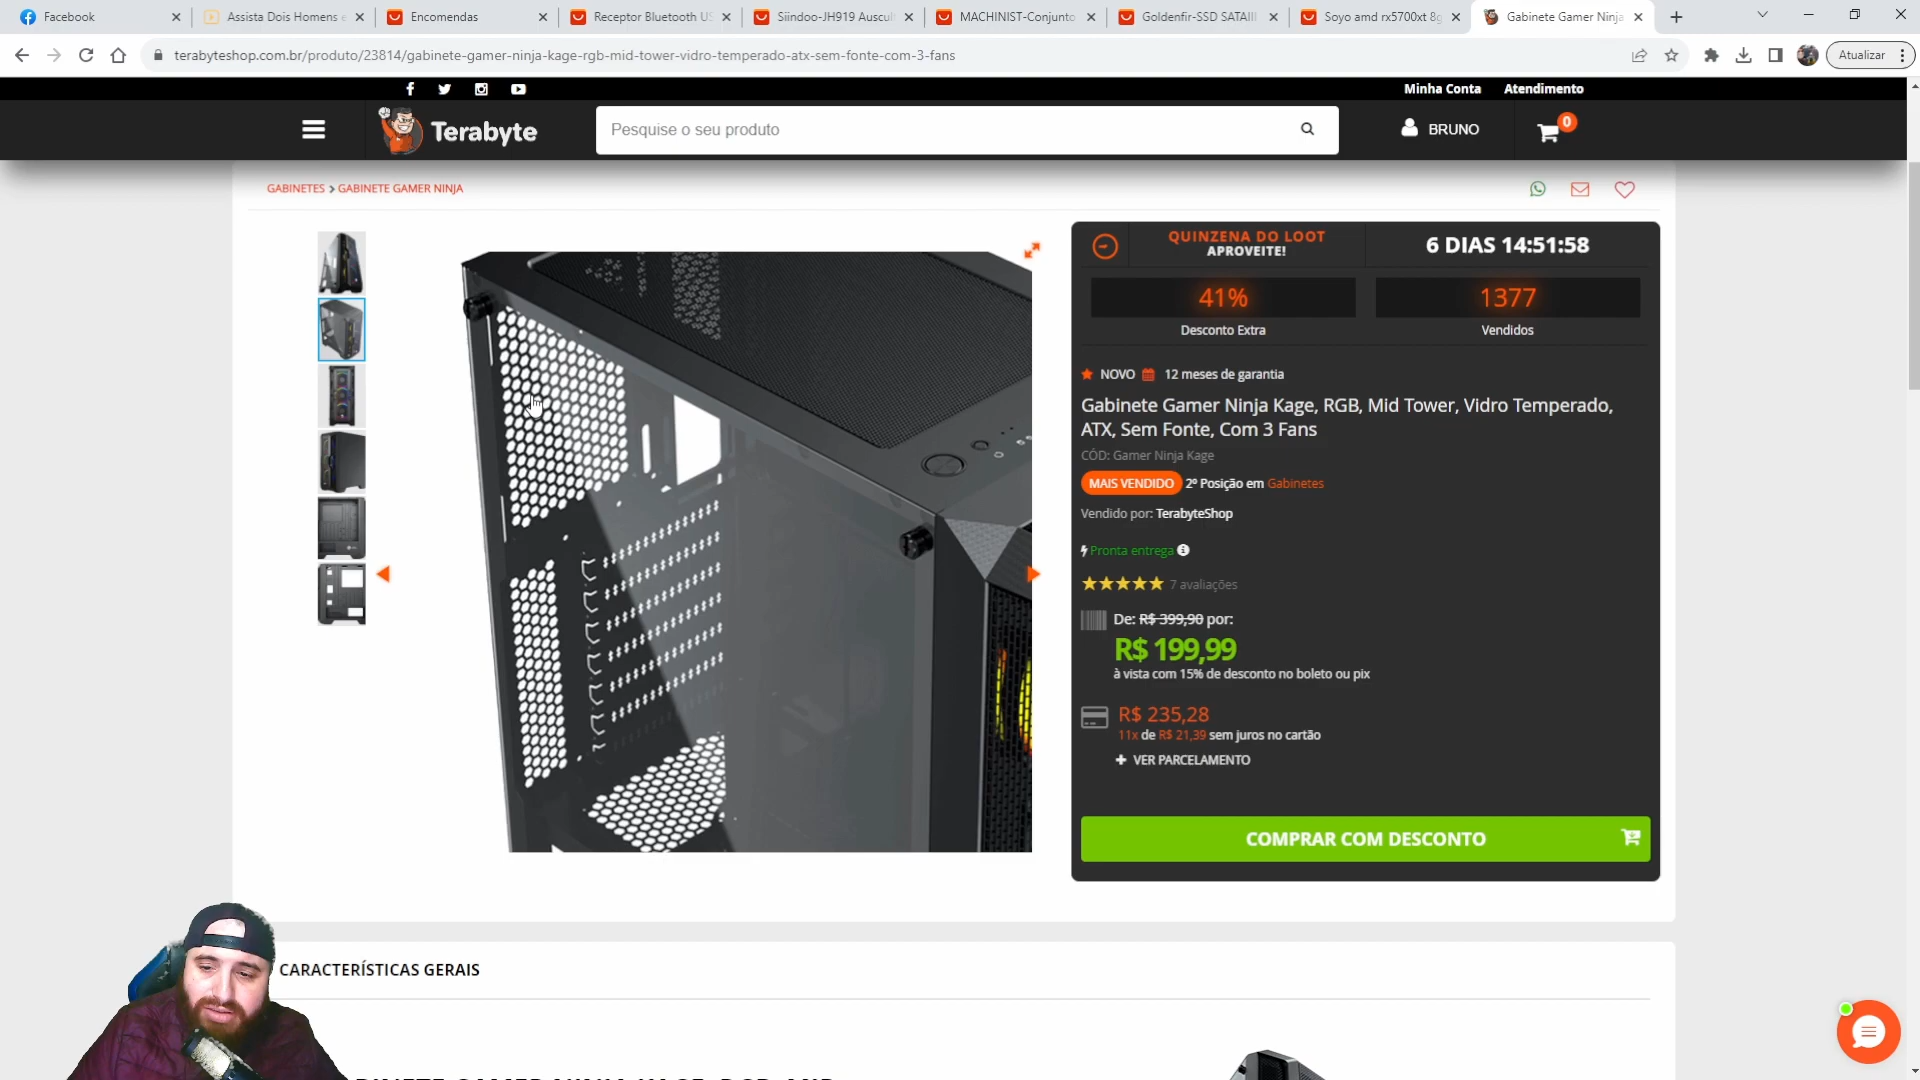 Facebook
Assista Dois Homens e
Encomendas
Receptor Bluetooth US
Siindoo-JH919 Auscul
MACHINIST-Conjunto
Goldenfir-SSD SATAIII
Soyo amd rx5700xt 8g
Gabinete Gamer Ninja
terabyteshop.com.br/produto/23814/gabinete-gamer-ninja-kage-rgb-mid-tower-vidro-temperado-atx-sem-fonte-com-3-fans
Atualizar
Minha Conta
Atendimento
Terabyte
Pesquise o seu produto
BRUNO
0
GABINETES > GABINETE GAMER NINJA
QUINZENA DO LOOT
APROVEITE!
6 DIAS 14:51:58
41%
Desconto Extra
1377
Vendidos
NOVO 12 meses de garantia
Gabinete Gamer Ninja Kage, RGB, Mid Tower, Vidro Temperado,
ATX, Sem Fonte, Com 3 Fans
CÓD: Gamer Ninja Kage
MAIS VENDIDO 2º Posição em Gabinetes
Vendido por: TerabyteShop
Pronta entrega
7 avaliações
De: R$ 399,90 por:
R$ 199,99
à vista com 15% de desconto no boleto ou pix
R$ 235,28
11x de R$ 21,39 sem juros no cartão
+ VER PARCELAMENTO
COMPRAR COM DESCONTO
CARACTERÍSTICAS GERAIS